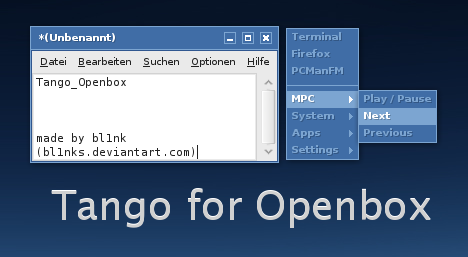 *(Unbenannt)
Datei Bearbeiten Suchen Optionen Hilfe
Tango_Openbox
made by bl1nk
(bl1nks.deviantart.com)
Terminal
Firefox
PCManFM
MPC
System
Apps
Settings
Play / Pause
Next
Previous
Tango for Openbox